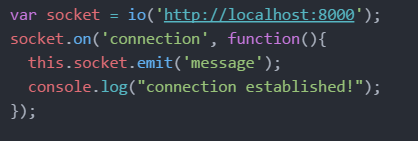 var socket = io('http://localhost:8000');
socket.on('connection', function(){
  this.socket.emit('message');
  console.log("connection established!");
});